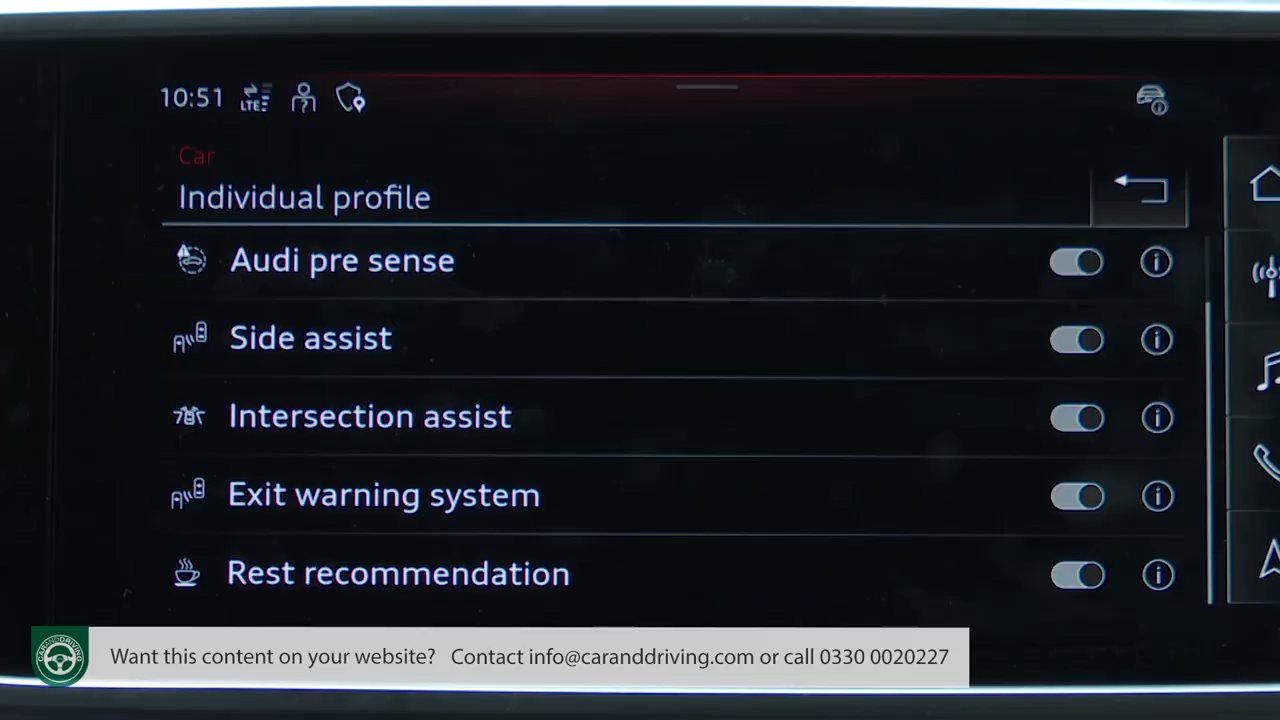 10:51
LTE
Car
Individual profile
Audi pre sense
Side assist
Intersection assist
Exit warning system
Rest recommendation
CARANDDRIVING
Want this content on your website? Contact info@caranddriving.com or call 0330 0020227